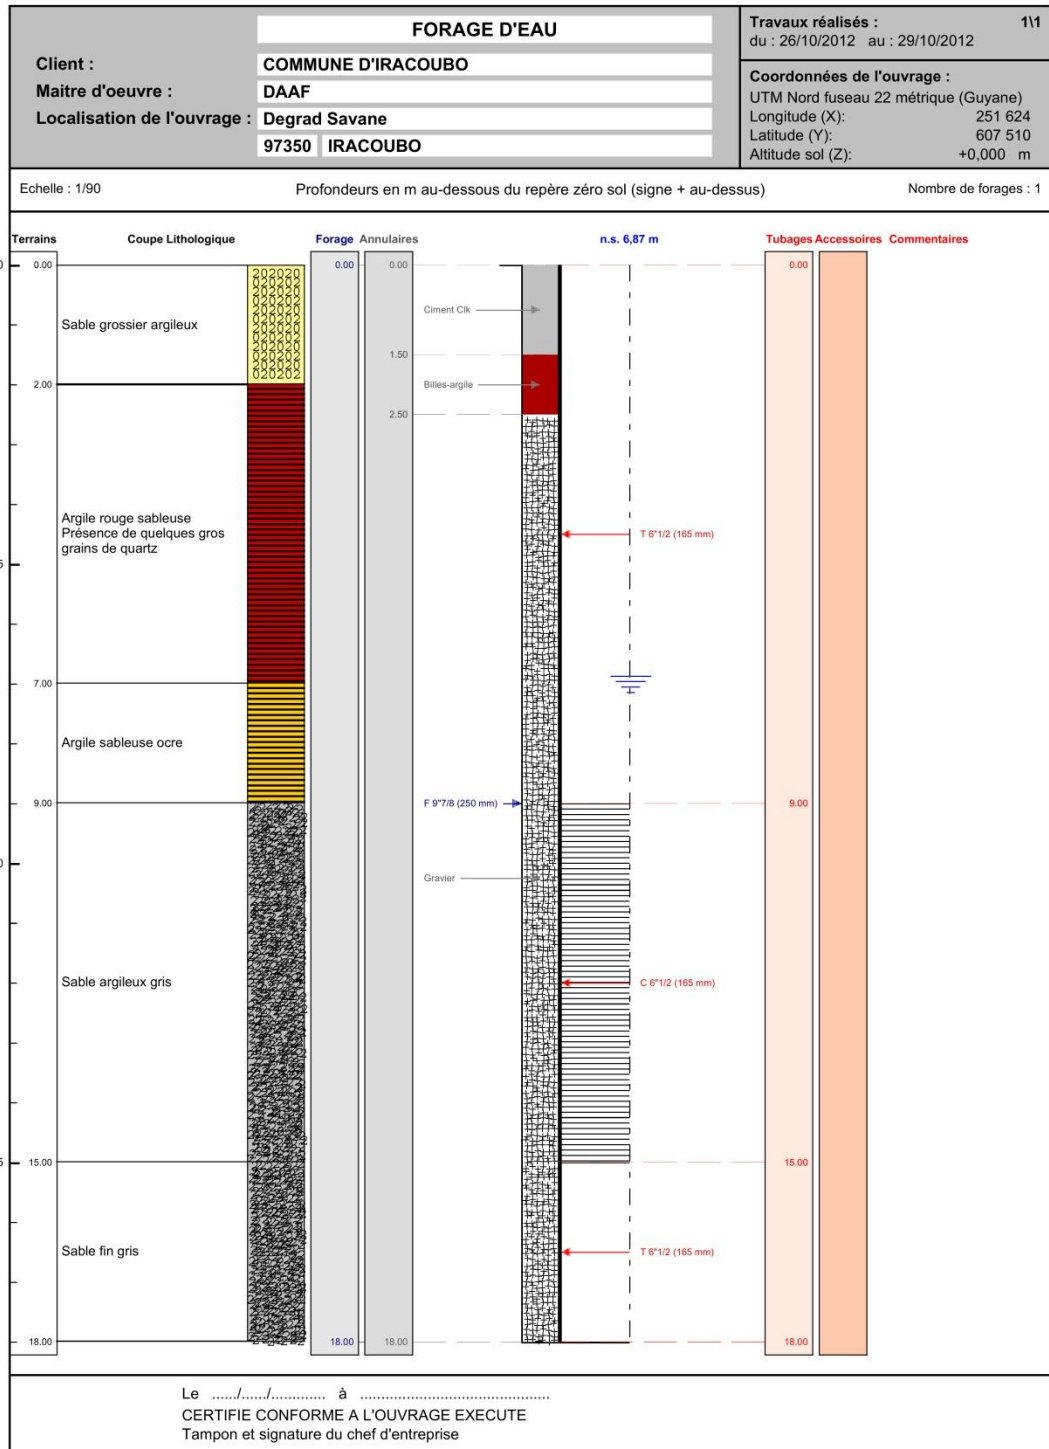 FORAGE D'EAU
Client : COMMUNE D'IRACOUBO
Maitre d'oeuvre : DAAF
Localisation de l'ouvrage : Degrad Savane
97350 IRACOUBO
Travaux réalisés : 1\1
du : 26/10/2012 au : 29/10/2012
Coordonnées de l'ouvrage :
UTM Nord fuseau 22 métrique (Guyane)
Longitude (X): 251 624
Latitude (Y): 607 510
Altitude sol (Z): +0,000 m
Echelle : 1/90 Profondeurs en m au-dessous du repère zéro sol (signe + au-dessus) Nombre de forages : 1
Terrains Coupe Lithologique Forage Annulaires n.s. 6,87 m Tubages Accessoires Commentaires
0 0.00 0.00 0.00 0.00
Ciment Clk
Sable grossier argileux
1.50
2.00 Billes-argile
2.50
Argile rouge sableuse
Présence de quelques gros
grains de quartz
T 6"1/2 (165 mm)
5
7.00
Argile sableuse ocre
9.00 F 9"7/8 (250 mm) 9.00
0
Gravier
Sable argileux gris C 6"1/2 (165 mm)
5 15.00 15.00
Sable fin gris T 6"1/2 (165 mm)
18.00 18.00 18.00 18.00
Le ....../....../............. à .............................................
CERTIFIE CONFORME A L'OUVRAGE EXECUTE
Tampon et signature du chef d'entreprise